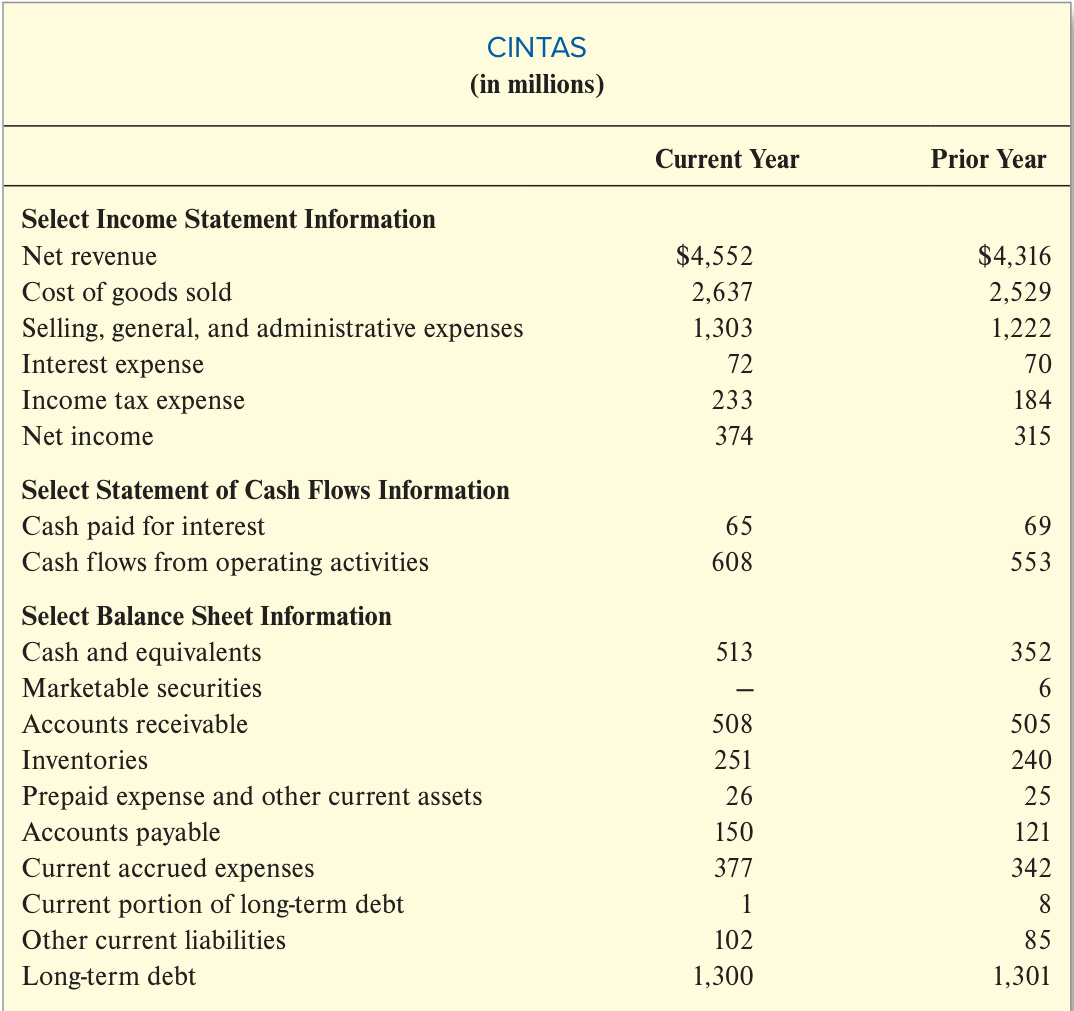 CINTAS
(in millions)
Current Year Prior Year
Select Income Statement Information
Net revenue $4,552 $4,316
Cost of goods sold 2,637 2,529
Selling, general, and administrative expenses 1,303 1,222
Interest expense 72 70
Income tax expense 233 184
Net income 374 315
Select Statement of Cash Flows Information
Cash paid for interest 65 69
Cash flows from operating activities 608 553
Select Balance Sheet Information
Cash and equivalents 513 352
Marketable securities — 6
Accounts receivable 508 505
Inventories 251 240
Prepaid expense and other current assets 26 25
Accounts payable 150 121
Current accrued expenses 377 342
Current portion of long-term debt 1 8
Other current liabilities 102 85
Long-term debt 1,300 1,301